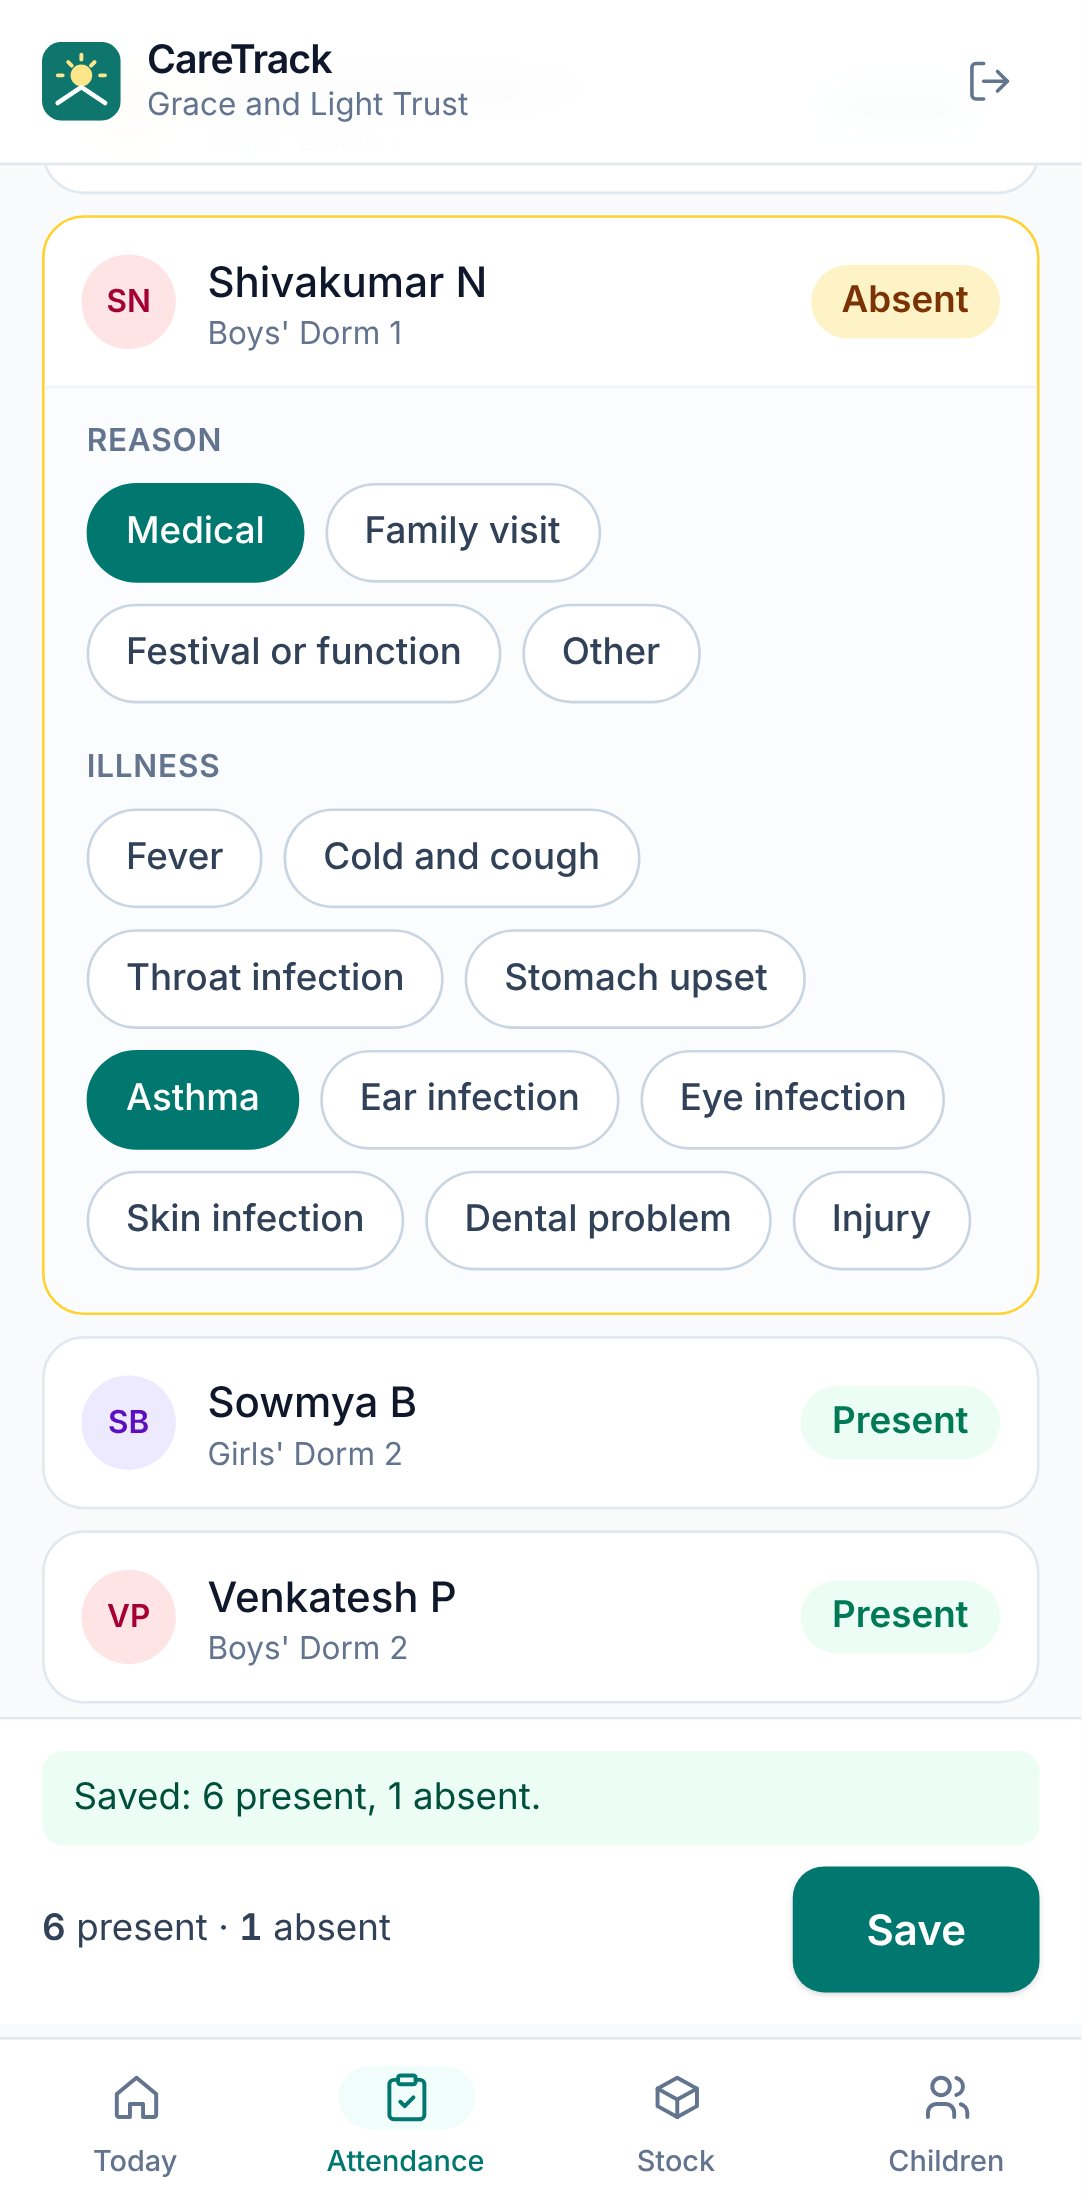 CareTrack
Grace and Light Trust
SN
Shivakumar N
Boys' Dorm 1
Absent
REASON
Medical
Family visit
Festival or function
Other
ILLNESS
Fever
Cold and cough
Throat infection
Stomach upset
Asthma
Ear infection
Eye infection
Skin infection
Dental problem
Injury
SB
Sowmya B
Girls' Dorm 2
Present
VP
Venkatesh P
Boys' Dorm 2
Present
Saved: 6 present, 1 absent.
6 present · 1 absent
Save
Today
Attendance
Stock
Children